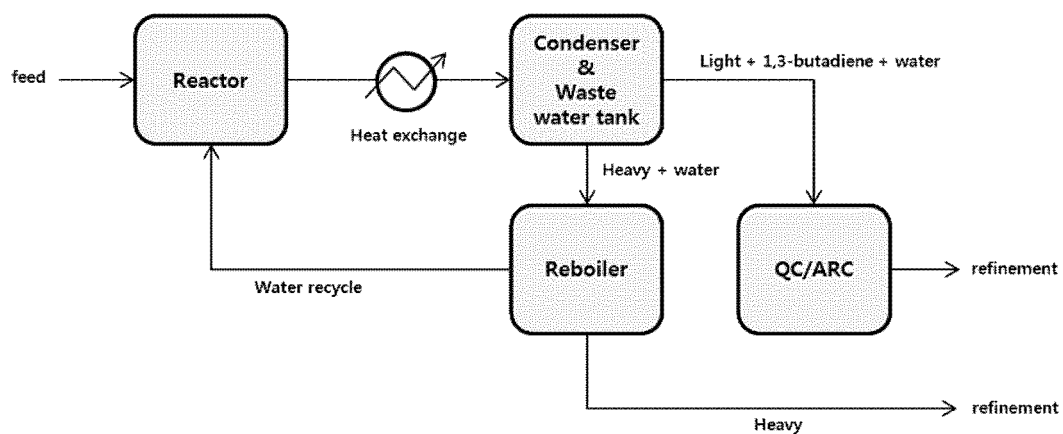 feed
Reactor
Heat exchange
Condenser
&
Waste
water tank
Light + 1,3-butadiene + water
Heavy + water
Reboiler
QC/ARC
refinement
Water recycle
Heavy
refinement